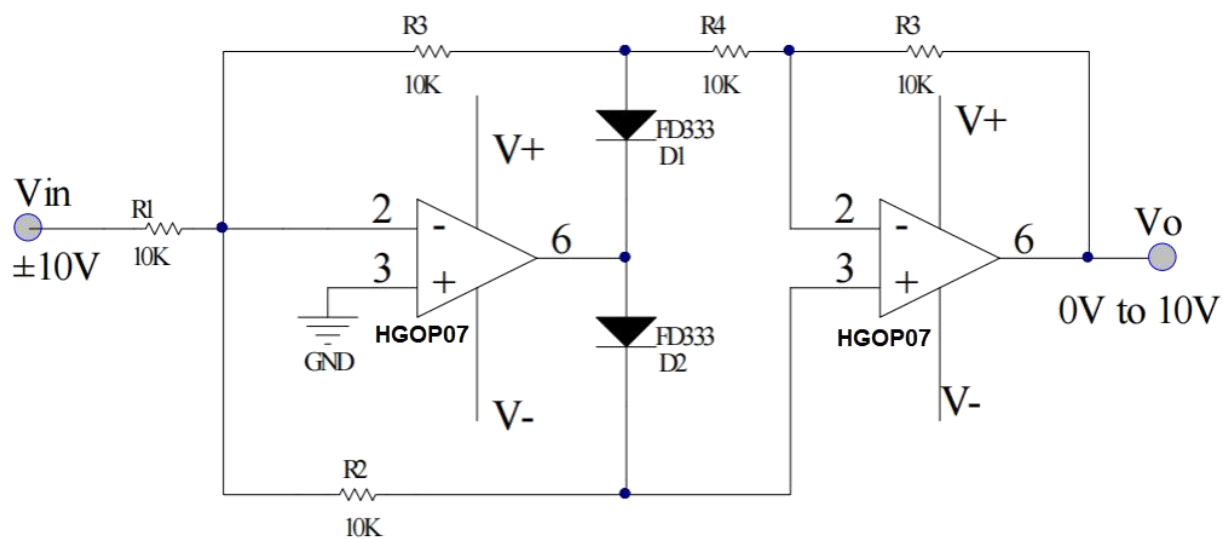 R3
R4
R3
10K
10K
10K
V+
FD333
D1
V+
Vin
R1
2
2
Vo
-
-
6
6
±10V
10K
3
3
+
+
0V to 10V
HGOP07
HGOP07
FD333
D2
GND
V-
V-
R2
10K